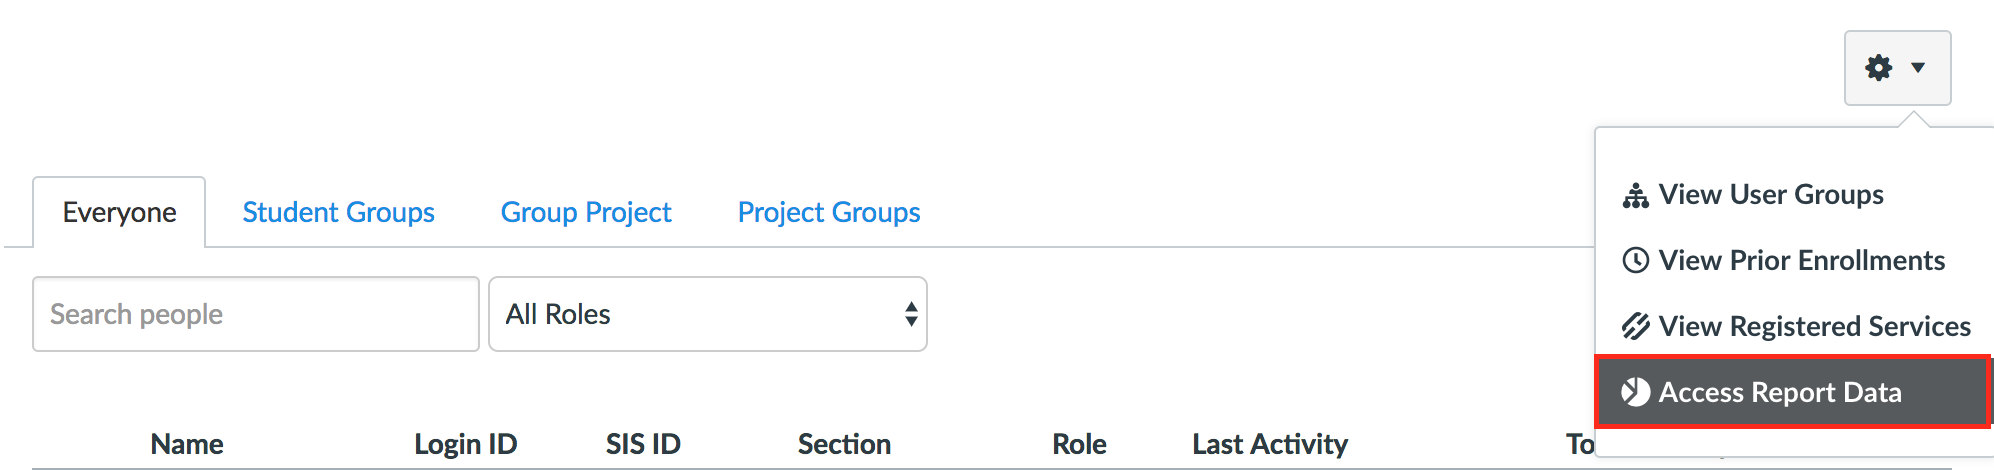 View User Groups
Everyone Student Groups Group Project Project Groups
View Prior Enrollments
Search people All Roles
View Registered Services
Access Report Data
Name Login ID SIS ID Section Role Last Activity